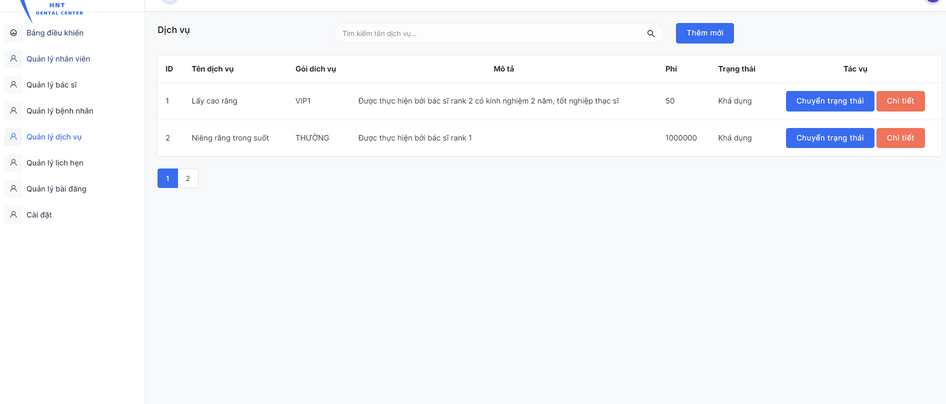 HNT
DENTAL CENTER
Bảng điều khiển
Quản lý nhân viên
Quản lý bác sĩ
Quản lý bệnh nhân
Quản lý dịch vụ
Quản lý lịch hẹn
Quản lý bài đăng
Cài đặt
Dịch vụ
Tìm kiếm tên dịch vụ...
Thêm mới
ID Tên dịch vụ Gói dich vụ Mô tả Phí Trạng thái Tác vụ
1 Lấy cao răng VIP1 Được thực hiện bởi bác sĩ rank 2 có kinh nghiệm 2 năm, tốt nghiệp thạc sĩ 50 Khả dụng Chuyển trạng thái Chi tiết
2 Niêng răng trong suốt THƯỜNG Được thực hiện bởi bác sĩ rank 1 1000000 Khả dụng Chuyển trạng thái Chi tiết
1 2